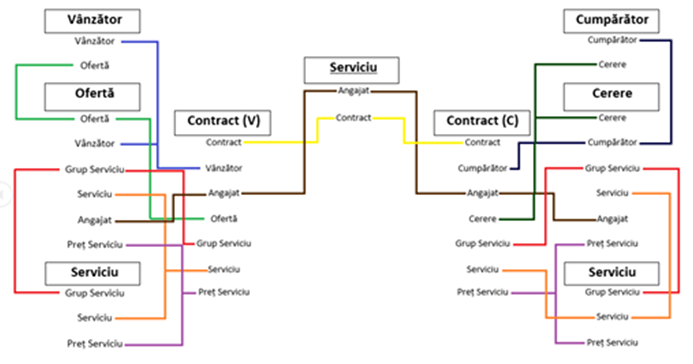 Vânzător
Vânzător
Ofertă
Ofertă
Ofertă
Vânzător
Grup Serviciu
Serviciu
Angajat
Preț Serviciu
Serviciu
Grup Serviciu
Serviciu
Preț Serviciu
Contract (V)
Contract
Vânzător
Angajat
Ofertă
Grup Serviciu
Serviciu
Preț Serviciu
Serviciu
Angajat
Contract
Contract (C)
Contract
Cumpărător
Angajat
Cerere
Grup Serviciu
Serviciu
Preț Serviciu
Cumpărător
Cumpărător
Cerere
Cerere
Cerere
Cumpărător
Grup Serviciu
Serviciu
Angajat
Preț Serviciu
Serviciu
Grup Serviciu
Serviciu
Preț Serviciu